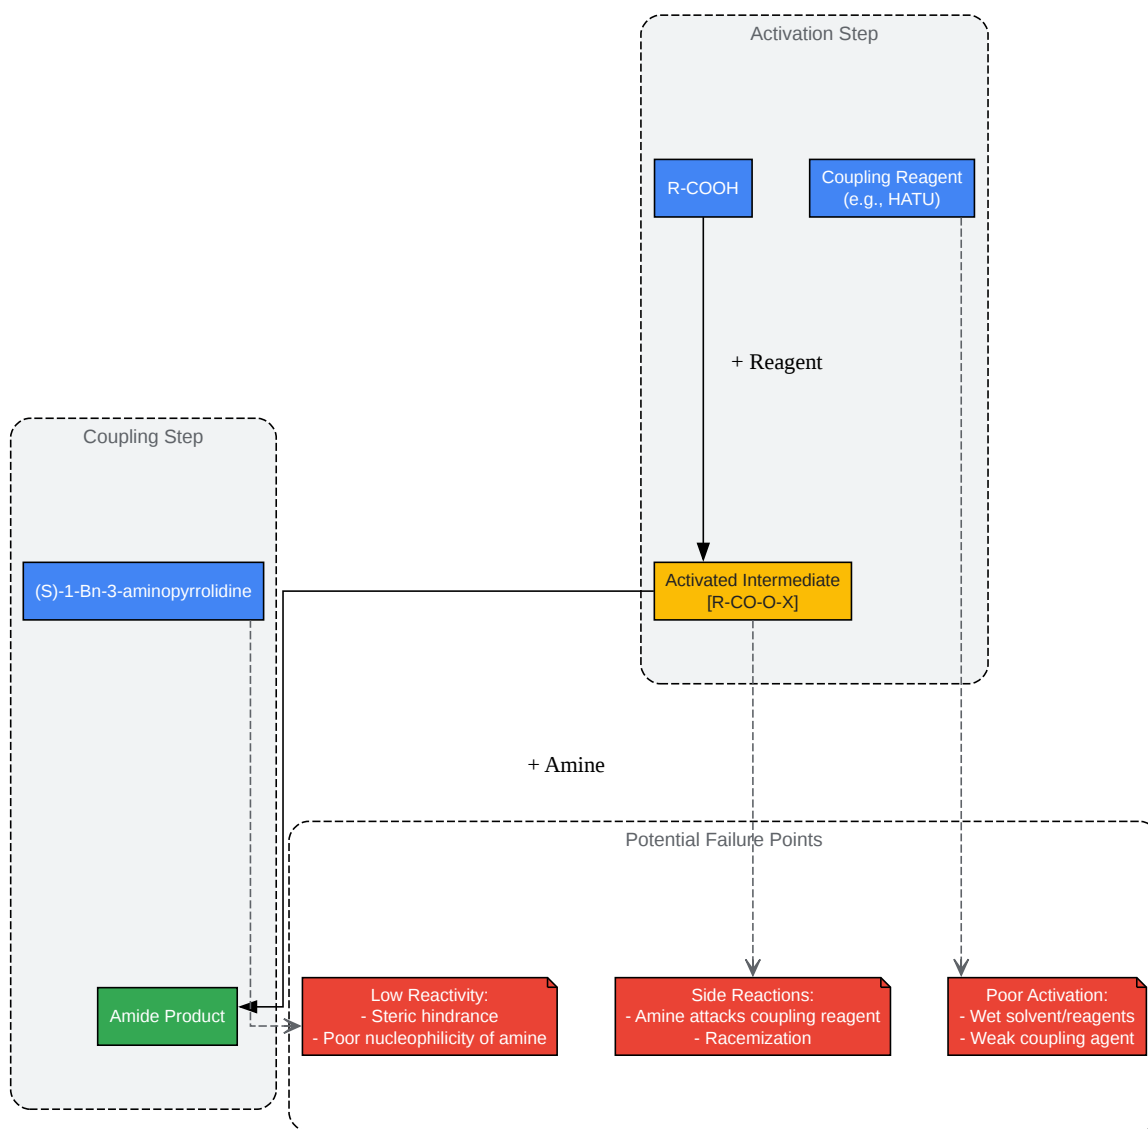 Activation Step
R-COOH
Coupling Reagent
(e.g., HATU)
+ Reagent
Coupling Step
(S)-1-Bn-3-aminopyrrolidine
Activated Intermediate
[R-CO-O-X]
+ Amine
Potential Failure Points
Amide Product
Low Reactivity:
- Steric hindrance
- Poor nucleophilicity of amine
Side Reactions:
- Amine attacks coupling reagent
- Racemization
Poor Activation:
- Wet solvent/reagents
- Weak coupling agent